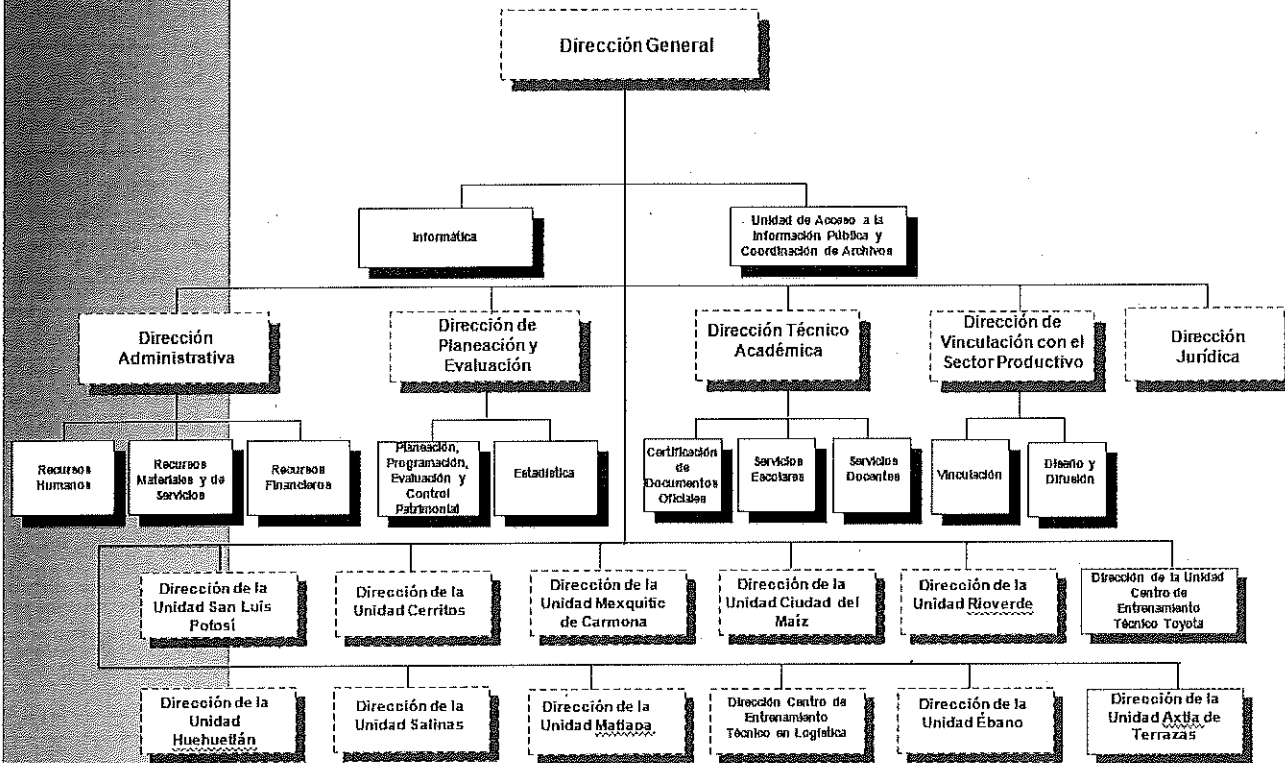 Dirección General
Informática
Unidad de Acceso a la
Información Pública y
Coordinación de Archivos
Dirección
Administrativa
Dirección de
Planeación y
Evaluación
Dirección Técnico
Académica
Dirección de
Vinculación con el
Sector Productivo
Dirección
Jurídica
Recursos
Humanos
Recursos
Materiales y de
Servicios
Recursos
Financieros
Planeación,
Programación,
Evaluación y
Control
Patrimonial
Estadística
Certificación
de
Documentos
Oficiales
Servicios
Escolares
Servicios
Docentes
Vinculación
Diseño y
Difusión
Dirección de la
Unidad San Luis
Potosí
Dirección de la
Unidad Cerritos
Dirección de la
Unidad Mexquitic
de Carmona
Dirección de la
Unidad Ciudad del
Maíz
Dirección de la
Unidad Rioverde
Dirección de la Unidad
Centro de
Entrenamiento
Técnico Toyota
Dirección de la
Unidad
Huehuetlán
Dirección de la
Unidad Salinas
Dirección de la
Unidad Matlapa
Dirección Centro de
Entrenamiento
Técnico en Logística
Dirección de la
Unidad Ébano
Dirección de la
Unidad Axtla de
Terrazas